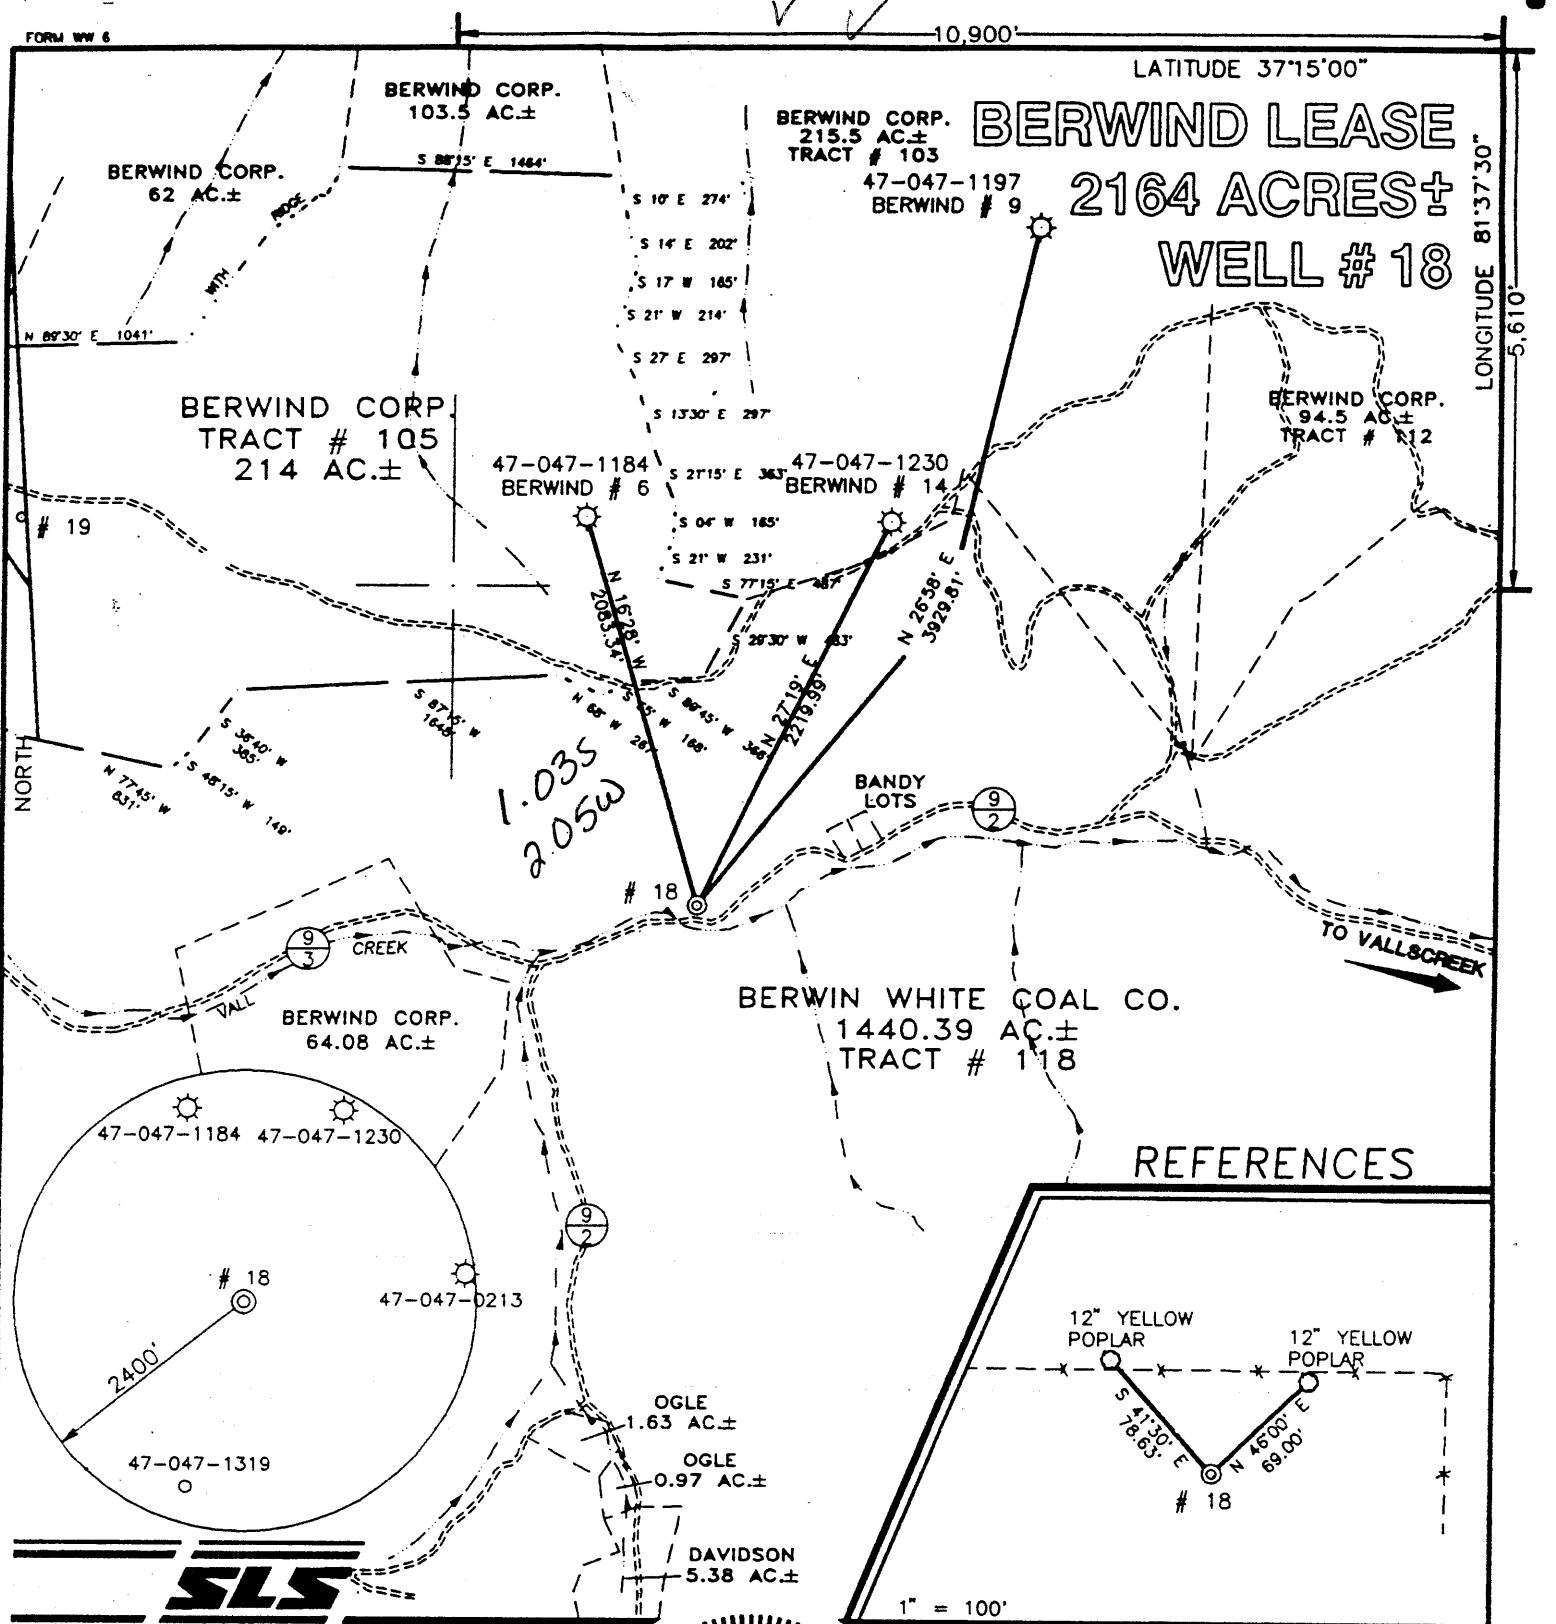 FORM WW 6
10,900'
LATITUDE 37°15'00"
BERWIND LEASE
2164 ACRES±
WELL # 18
LONGITUDE 81°37'30"
5,610'
BERWIND CORP.
103.5 AC.±
BERWIND CORP.
215.5 AC.±
TRACT # 103
47-047-1197
BERWIND # 9
BERWIND CORP.
62 AC.±
S 88°15' E 1464'
WITH RIDGE
N 89°30' E 1041'
S 10° E 274'
S 14° E 202'
S 17° W 165'
S 21° W 214'
S 27° E 297'
S 13°30' E 297'
S 21°15' E 363'
S 04° W 165'
S 21° W 231'
S 77°15' E 487'
S 29°30' W 483'
BERWIND CORP.
TRACT # 105
214 AC.±
BERWIND CORP.
94.5 AC.±
TRACT # 112
47-047-1184
BERWIND # 6
47-047-1230
BERWIND # 14
# 19
N 16°28' W
2083.34'
N 27°19' E
2219.99'
N 26°58' E
3929.81'
NORTH
N 77°45' W
631'
S 36°40' W
385'
S 48°15' W 149'
S 87°15' W
1648'
N 68° W 267'
S 89°45' W 366'
1.03S
2.05W
BANDY
LOTS
9
2
# 18
9
3
VALL CREEK
TO VALLSCREEK
BERWIND CORP.
64.08 AC.±
BERWIN WHITE COAL CO.
1440.39 AC.±
TRACT # 118
47-047-1184
47-047-1230
# 18
47-047-0213
2400'
47-047-1319
9
2
OGLE
1.63 AC.±
OGLE
0.97 AC.±
DAVIDSON
5.38 AC.±
SLS
REFERENCES
12" YELLOW
POPLAR
12" YELLOW
POPLAR
S 41°30' E
78.63'
N 46°00' E
69.00'
# 18
1" = 100'